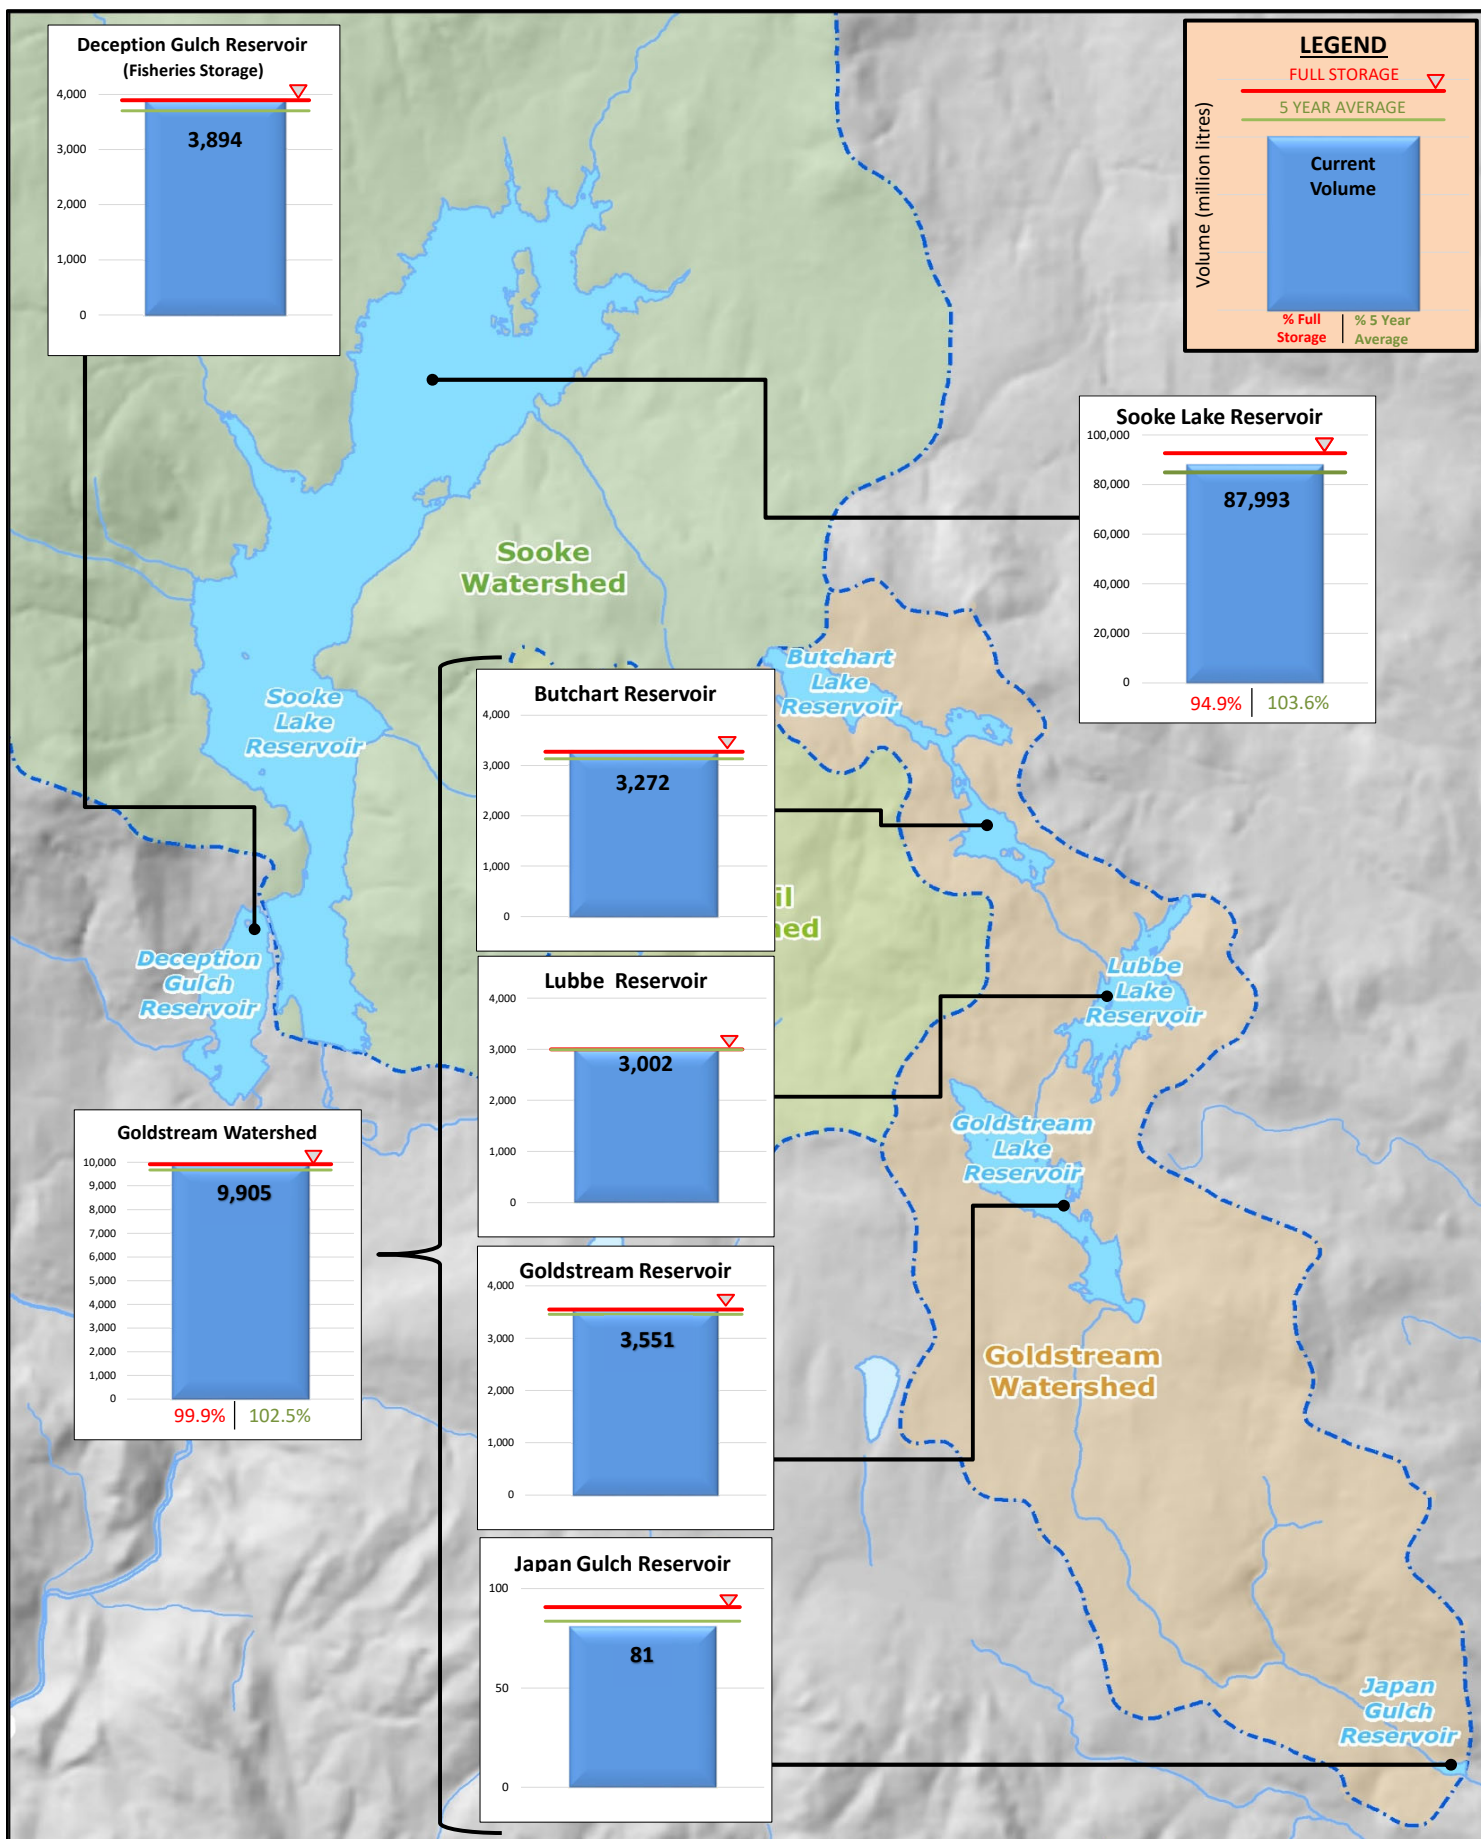 Deception Gulch Reservoir
(Fisheries Storage)
4,000
3,000
2,000
1,000
0
3,894
LEGEND
FULL STORAGE
5 YEAR AVERAGE
Volume (million litres)
Current
Volume
% Full
Storage
% 5 Year
Average
Sooke Lake Reservoir
100,000
80,000
60,000
40,000
20,000
0
87,993
94.9%
103.6%
Sooke
Watershed
Butchart
Lake
Reservoir
Sooke
Lake
Reservoir
Butchart Reservoir
4,000
3,000
2,000
1,000
0
3,272
il
ed
Deception
Gulch
Reservoir
Lubbe Reservoir
4,000
3,000
2,000
1,000
0
3,002
Lubbe
Lake
Reservoir
Goldstream
Lake
Reservoir
Goldstream Watershed
10,000
9,000
8,000
7,000
6,000
5,000
4,000
3,000
2,000
1,000
0
9,905
99.9%
102.5%
Goldstream Reservoir
4,000
3,000
2,000
1,000
0
3,551
Goldstream
Watershed
Japan Gulch Reservoir
100
50
0
81
Japan
Gulch
Reservoir